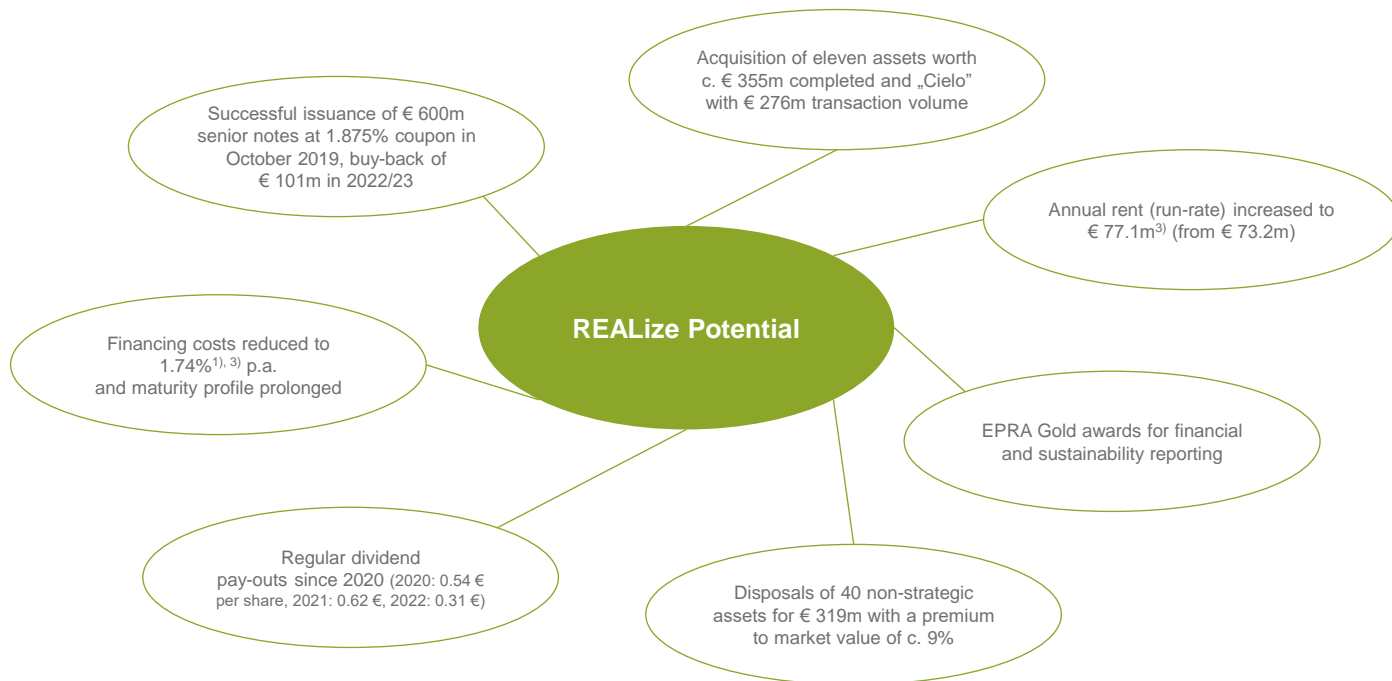 Acquisition of eleven assets worth
c. € 355m completed and „Cielo”
with € 276m transaction volume
Successful issuance of € 600m
senior notes at 1.875% coupon in
October 2019, buy-back of
€ 101m in 2022/23
Annual rent (run-rate) increased to
€ 77.1m3) (from € 73.2m)
REALize Potential
Financing costs reduced to
1.74%1), 3) p.a.
and maturity profile prolonged
EPRA Gold awards for financial
and sustainability reporting
Regular dividend
pay-outs since 2020 (2020: 0.54 €
per share, 2021: 0.62 €, 2022: 0.31 €)
Disposals of 40 non-strategic
assets for € 319m with a premium
to market value of c. 9%